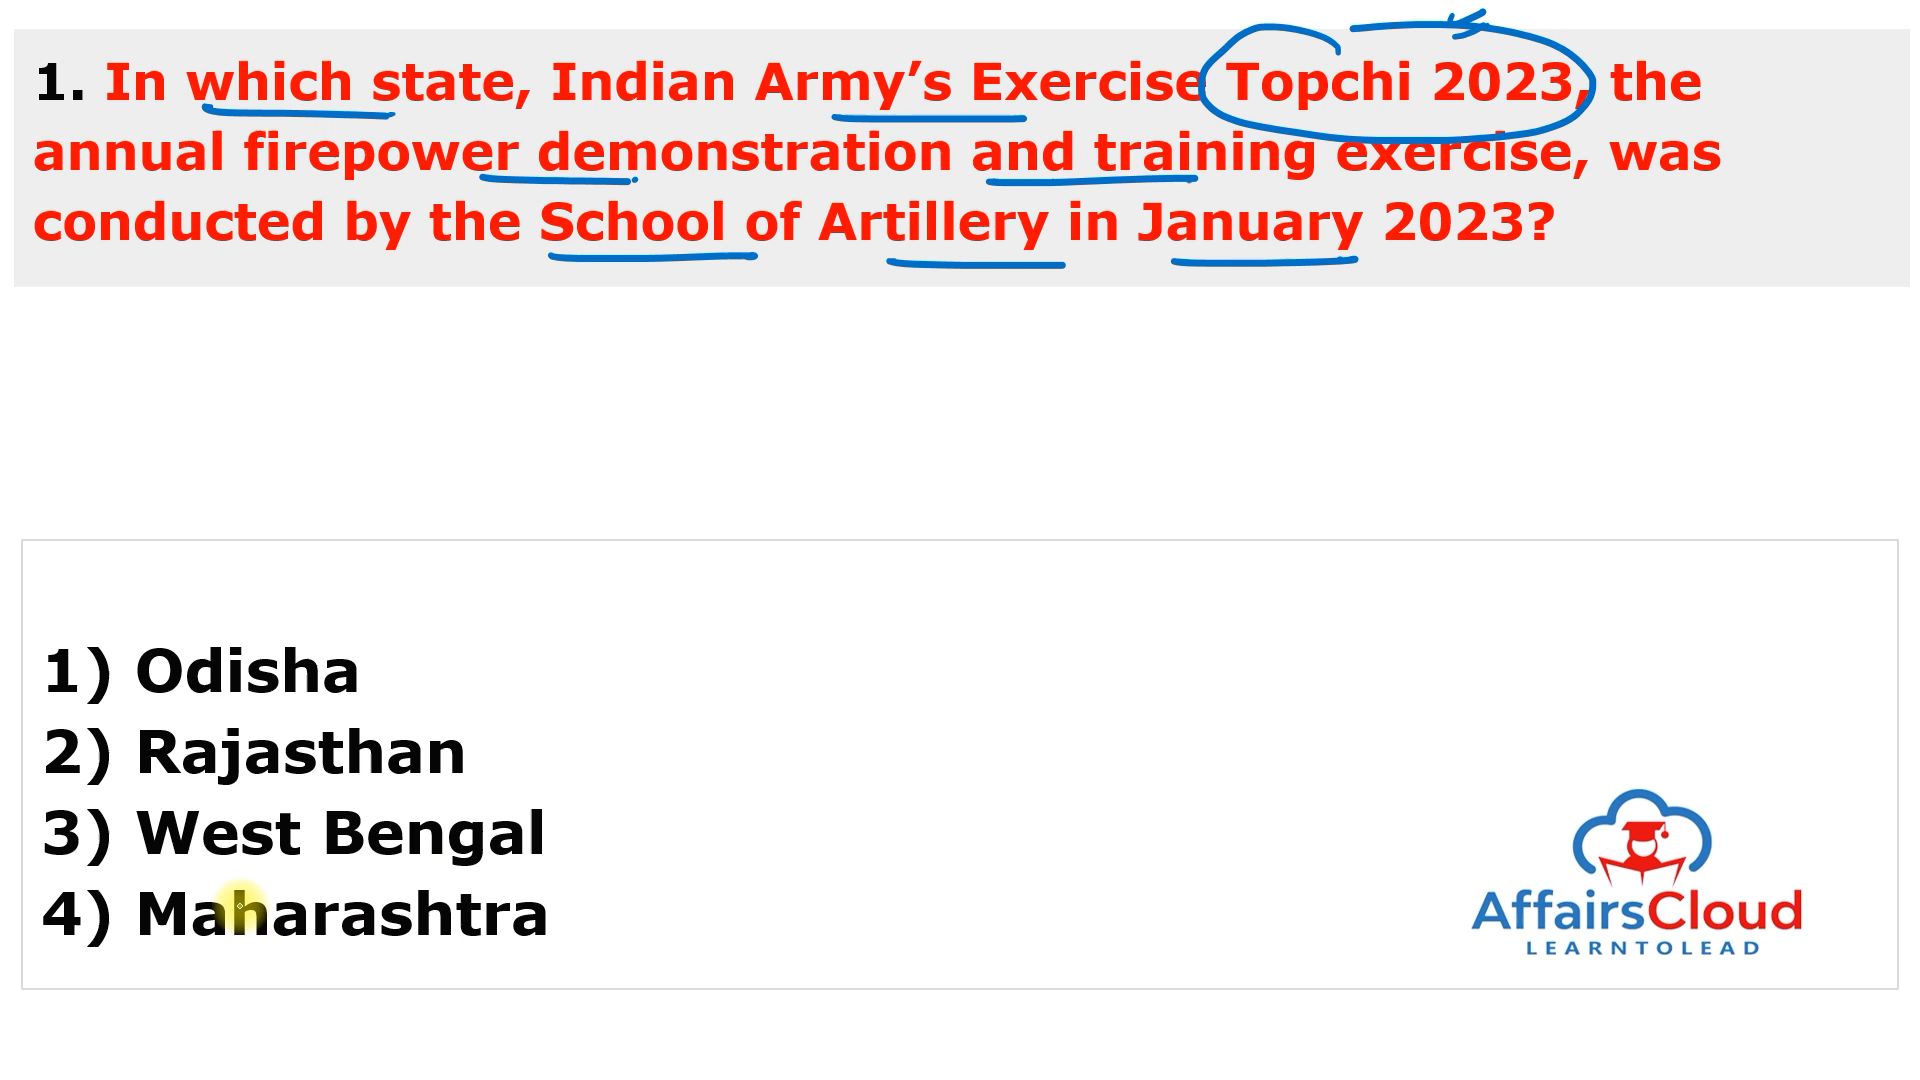 1. In which state, Indian Army’s Exercise Topchi 2023, the
annual firepower demonstration and training exercise, was
conducted by the School of Artillery in January 2023?
1) Odisha
2) Rajasthan
3) West Bengal
4) Maharashtra
AffairsCloud
LEARNTOLEAD